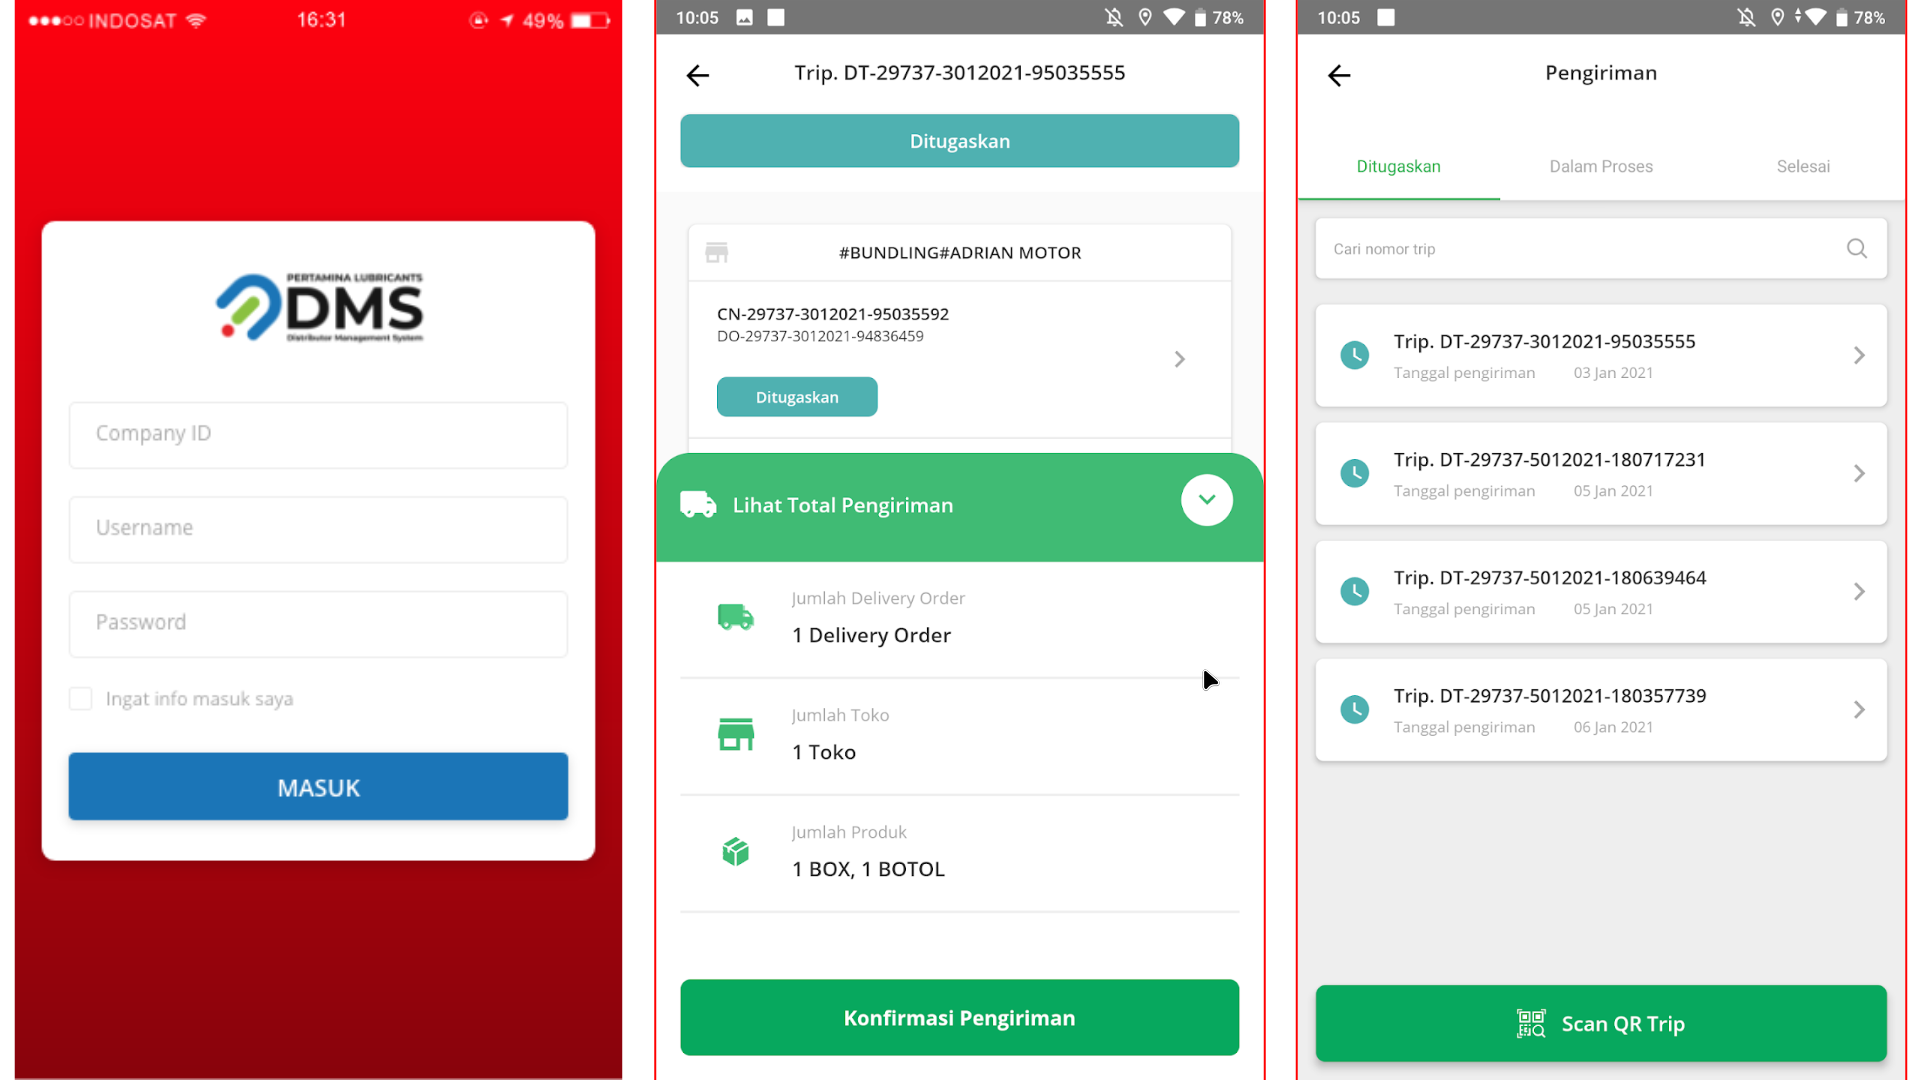 INDOSAT
16:31
49%
PERTAMINA LUBRICANTS
DMS
Distributor Management System
Company ID
Username
Password
Ingat info masuk saya
MASUK
10:05
78%
Trip. DT-29737-3012021-95035555
Ditugaskan
#BUNDLING#ADRIAN MOTOR
CN-29737-3012021-95035592
DO-29737-3012021-94836459
Ditugaskan
Lihat Total Pengiriman
Jumlah Delivery Order
1 Delivery Order
Jumlah Toko
1 Toko
Jumlah Produk
1 BOX, 1 BOTOL
Konfirmasi Pengiriman
10:05
78%
Pengiriman
Ditugaskan Dalam Proses Selesai
Cari nomor trip
Trip. DT-29737-3012021-95035555
Tanggal pengiriman 03 Jan 2021
Trip. DT-29737-5012021-180717231
Tanggal pengiriman 05 Jan 2021
Trip. DT-29737-5012021-180639464
Tanggal pengiriman 05 Jan 2021
Trip. DT-29737-5012021-180357739
Tanggal pengiriman 06 Jan 2021
Scan QR Trip